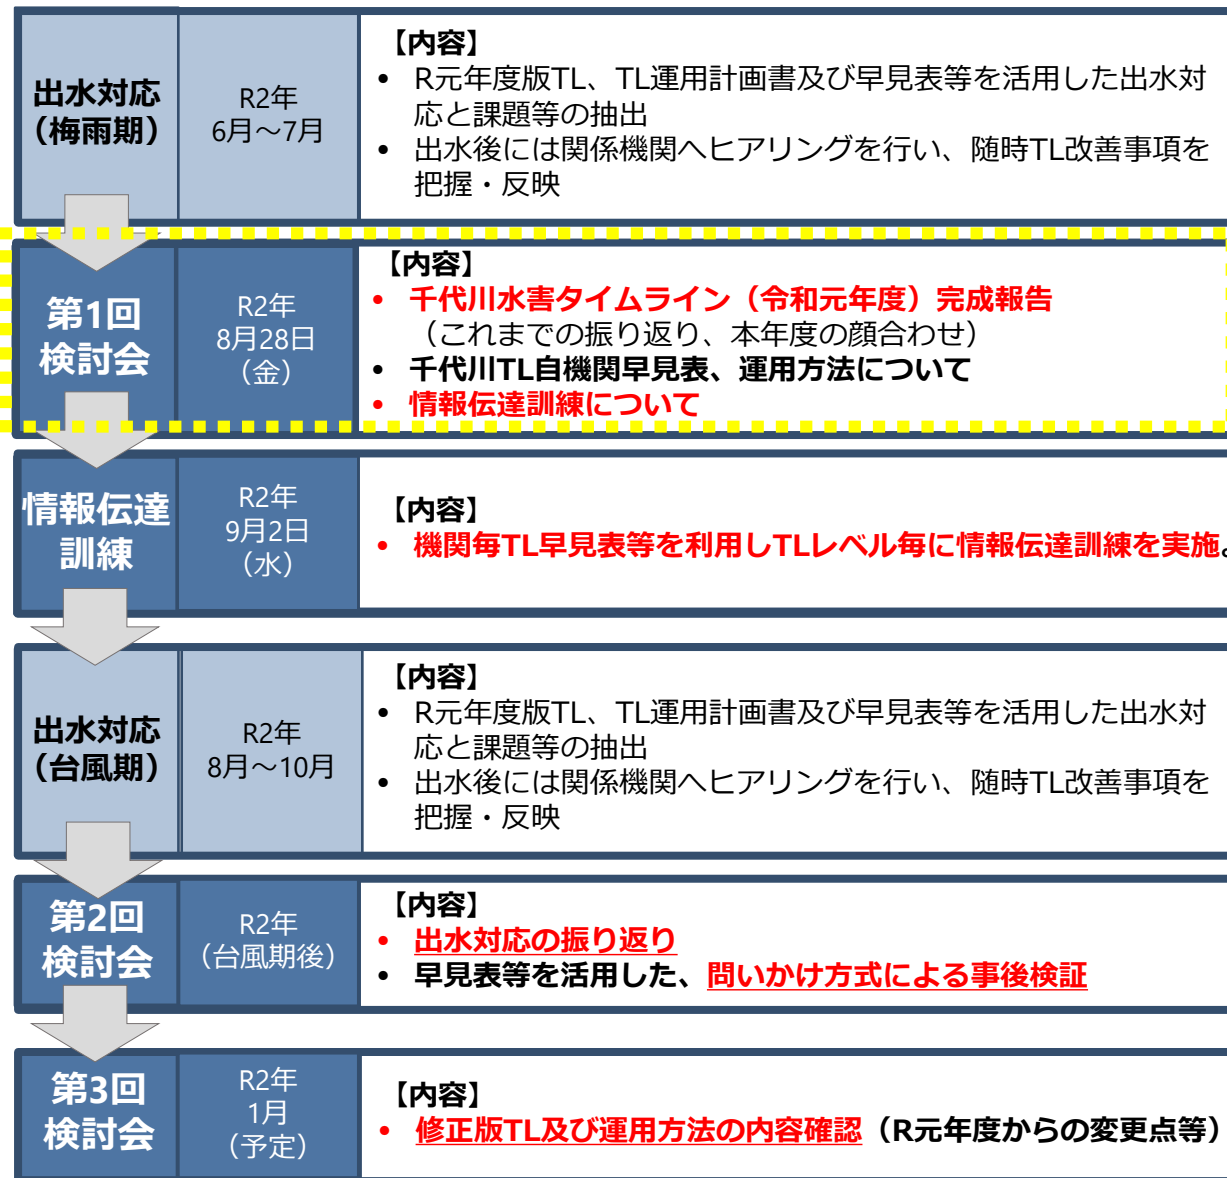 出水対応
（梅雨期）
R2年
6月～7月
【内容】
• R元年度版TL、TL運用計画書及び早見表等を活用した出水対
応と課題等の抽出
• 出水後には関係機関へヒアリングを行い、随時TL改善事項を
把握・反映
第1回
検討会
R2年
8月28日
（金）
【内容】
• 千代川水害タイムライン（令和元年度）完成報告
（これまでの振り返り、本年度の顔合わせ）
• 千代川TL自機関早見表、運用方法について
• 情報伝達訓練について
情報伝達
訓練
R2年
9月2日
（水）
【内容】
• 機関毎TL早見表等を利用しTLレベル毎に情報伝達訓練を実施。
出水対応
（台風期）
R2年
8月～10月
【内容】
• R元年度版TL、TL運用計画書及び早見表等を活用した出水対
応と課題等の抽出
• 出水後には関係機関へヒアリングを行い、随時TL改善事項を
把握・反映
第2回
検討会
R2年
（台風期後）
【内容】
• 出水対応の振り返り
• 早見表等を活用した、問いかけ方式による事後検証
第3回
検討会
R2年
1月
（予定）
【内容】
• 修正版TL及び運用方法の内容確認（R元年度からの変更点等）